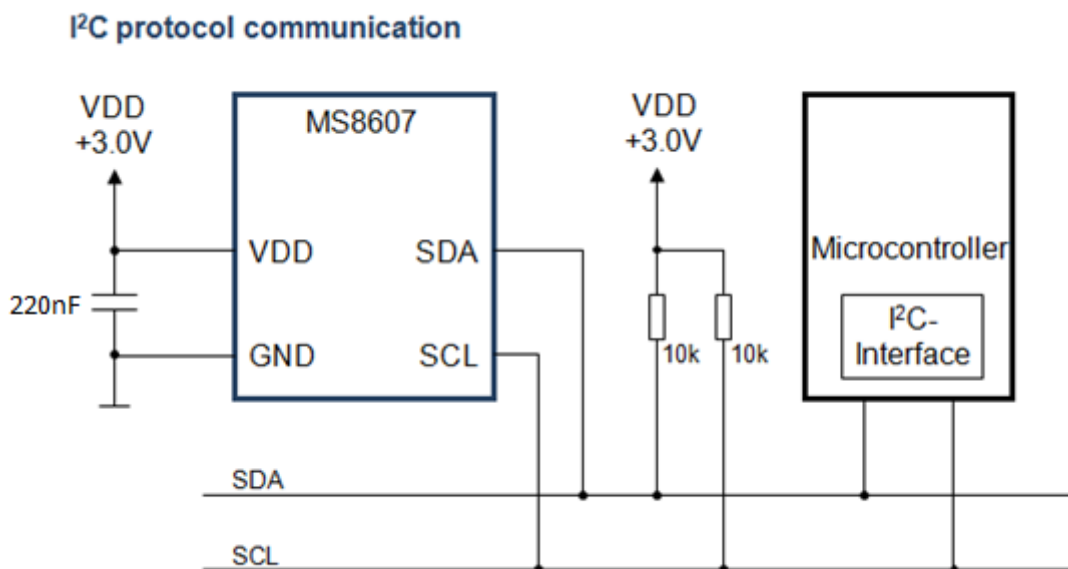 I²C protocol communication
VDD
+3.0V
MS8607
VDD
+3.0V
VDD
SDA
Microcontroller
220nF
I²C-
Interface
GND
SCL
10k
10k
SDA
SCL